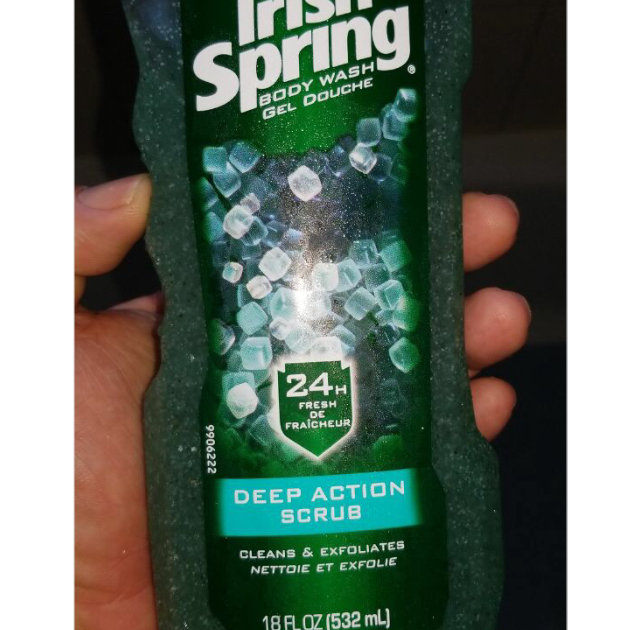 Irish
Spring®
BODY WASH
GEL DOUCHE
24H
FRESH
DE
FRAÎCHEUR
9906222
DEEP ACTION
SCRUB
CLEANS & EXFOLIATES
NETTOIE ET EXFOLIE
18 FL OZ (532 mL)